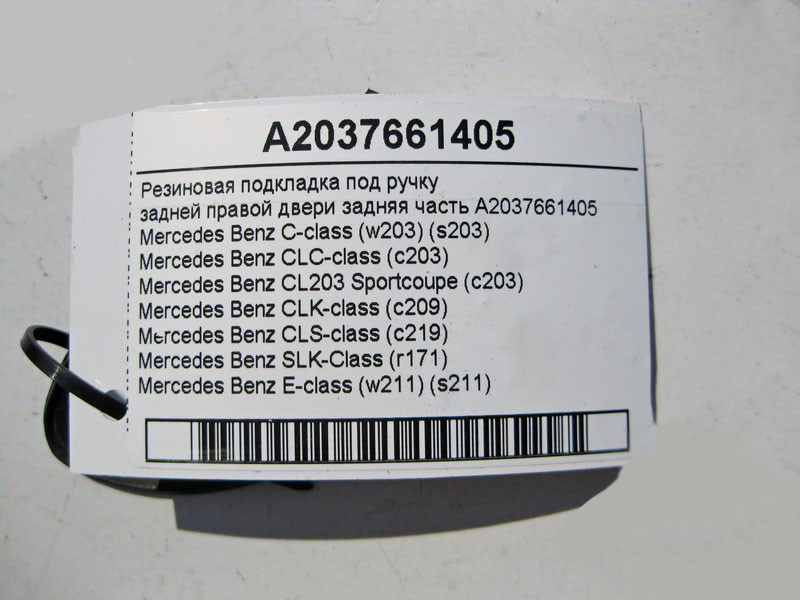 A2037661405
Резиновая подкладка под ручку
задней правой двери задняя часть A2037661405
Mercedes Benz C-class (w203) (s203)
Mercedes Benz CLC-class (c203)
Mercedes Benz CL203 Sportcoupe (c203)
Mercedes Benz CLK-class (c209)
Mercedes Benz CLS-class (c219)
Mercedes Benz SLK-Class (r171)
Mercedes Benz E-class (w211) (s211)